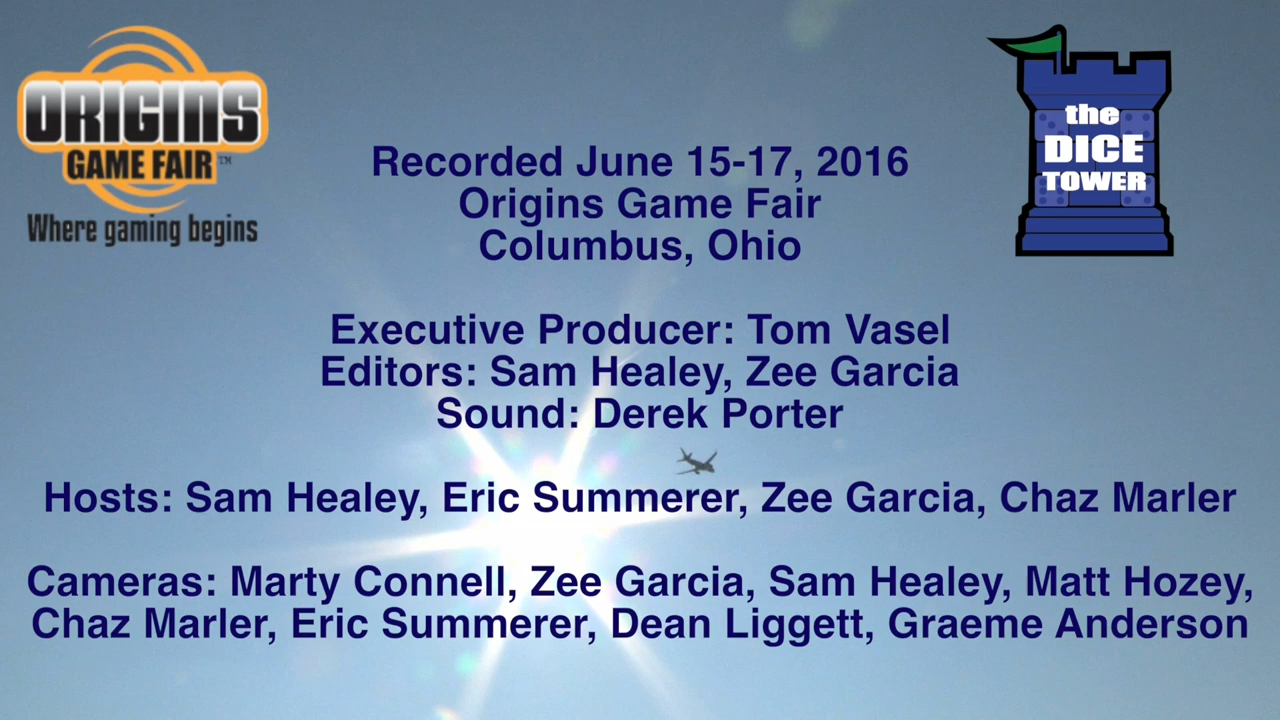 ORIGINS
GAME FAIR™
Where gaming begins
the
DICE
TOWER
Recorded June 15-17, 2016
Origins Game Fair
Columbus, Ohio
Executive Producer: Tom Vasel
Editors: Sam Healey, Zee Garcia
Sound: Derek Porter
Hosts: Sam Healey, Eric Summerer, Zee Garcia, Chaz Marler
Cameras: Marty Connell, Zee Garcia, Sam Healey, Matt Hozey,
Chaz Marler, Eric Summerer, Dean Liggett, Graeme Anderson